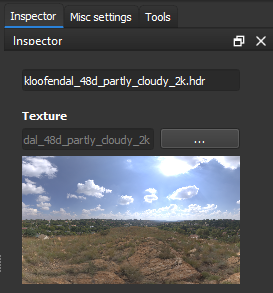 Inspector Misc settings Tools
Inspector
kloofendal_48d_partly_cloudy_2k.hdr
Texture
dal_48d_partly_cloudy_2k ...